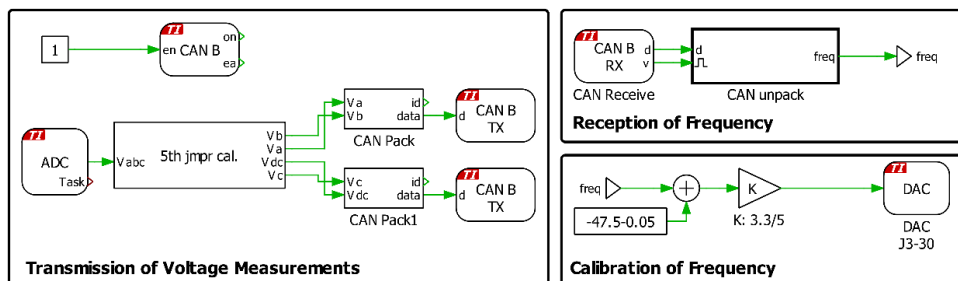 TI
1
en
CAN B
on
ea
TI
ADC
Task
Vabc
5th jmpr cal.
Vb
Va
Vdc
Vc
Va
Vb
id
data
CAN Pack
TI
d
CAN B
TX
Vc
Vdc
id
data
CAN Pack1
TI
d
CAN B
TX
Transmission of Voltage Measurements
TI
CAN B
RX
d
v
CAN Receive
d
freq
CAN unpack
freq
Reception of Frequency
freq
-47.5-0.05
+
K
K: 3.3/5
TI
DAC
DAC
J3-30
Calibration of Frequency